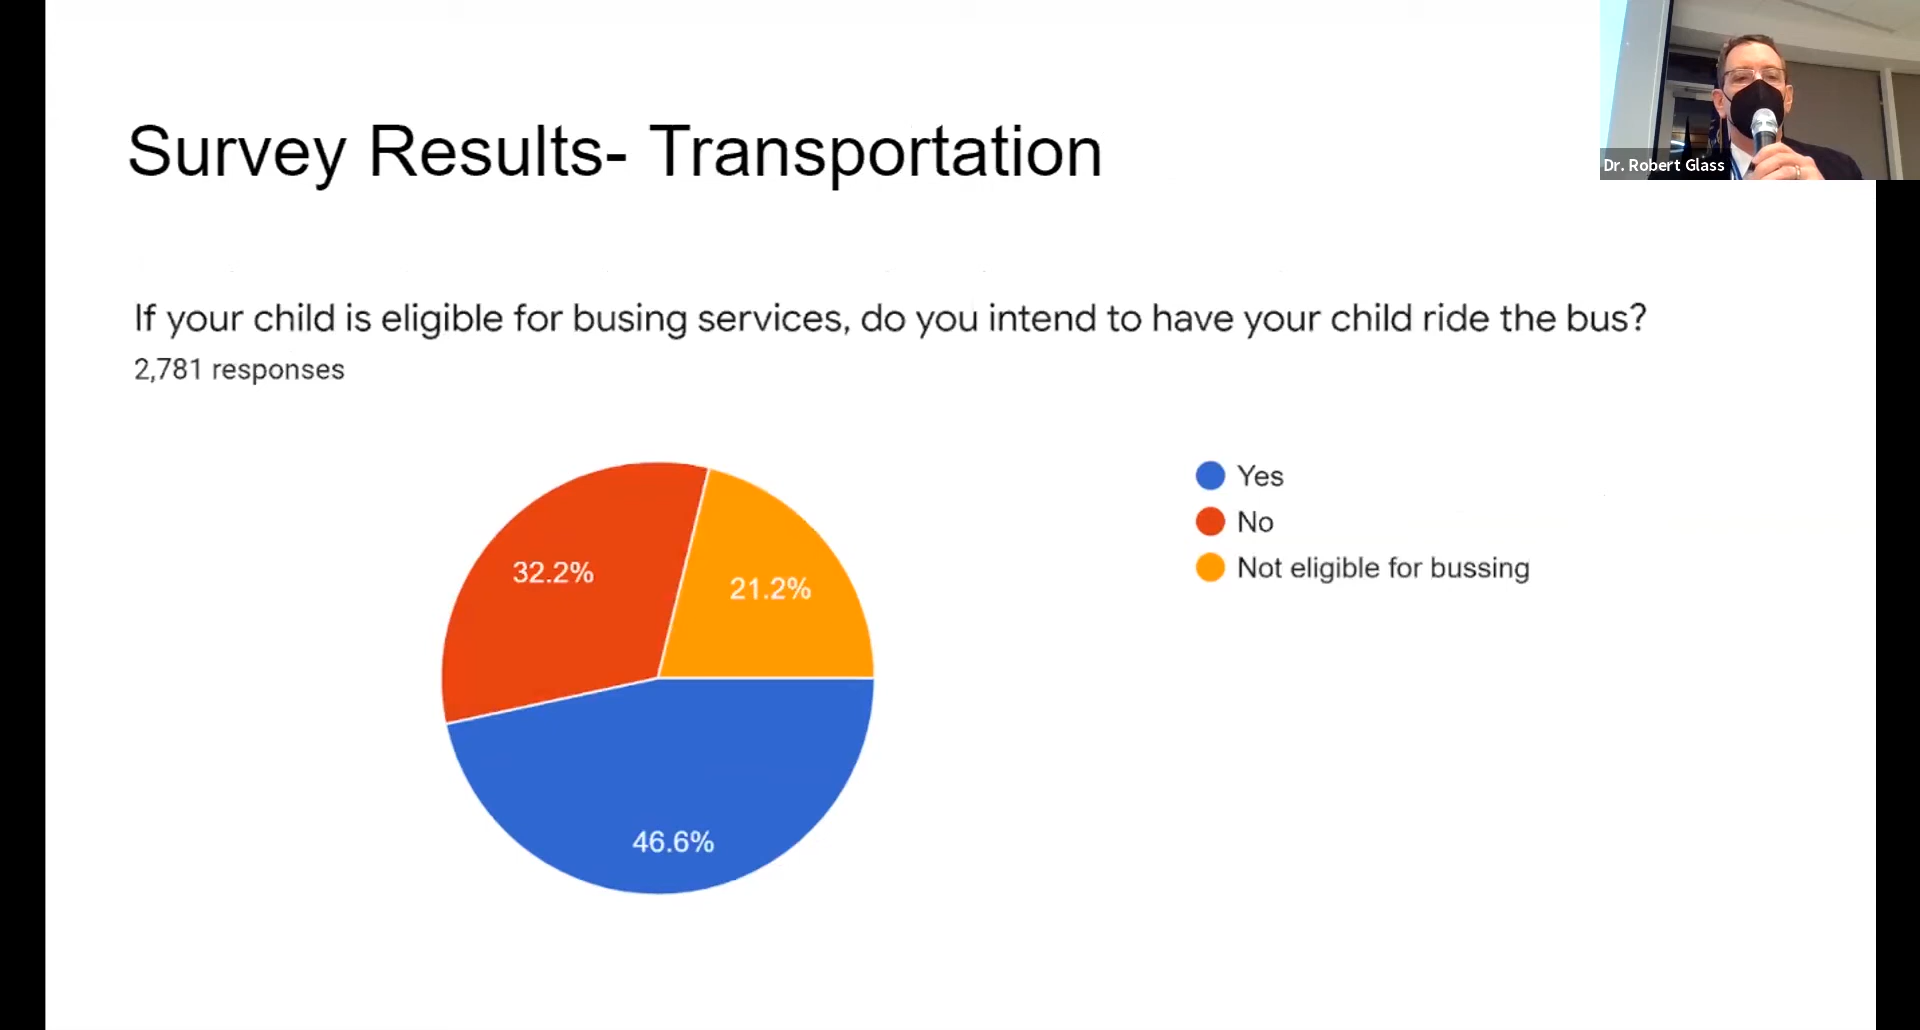 Survey Results- Transportation
Dr. Robert Glass
If your child is eligible for busing services, do you intend to have your child ride the bus?
2,781 responses
Yes
No
Not eligible for bussing
32.2%
21.2%
46.6%